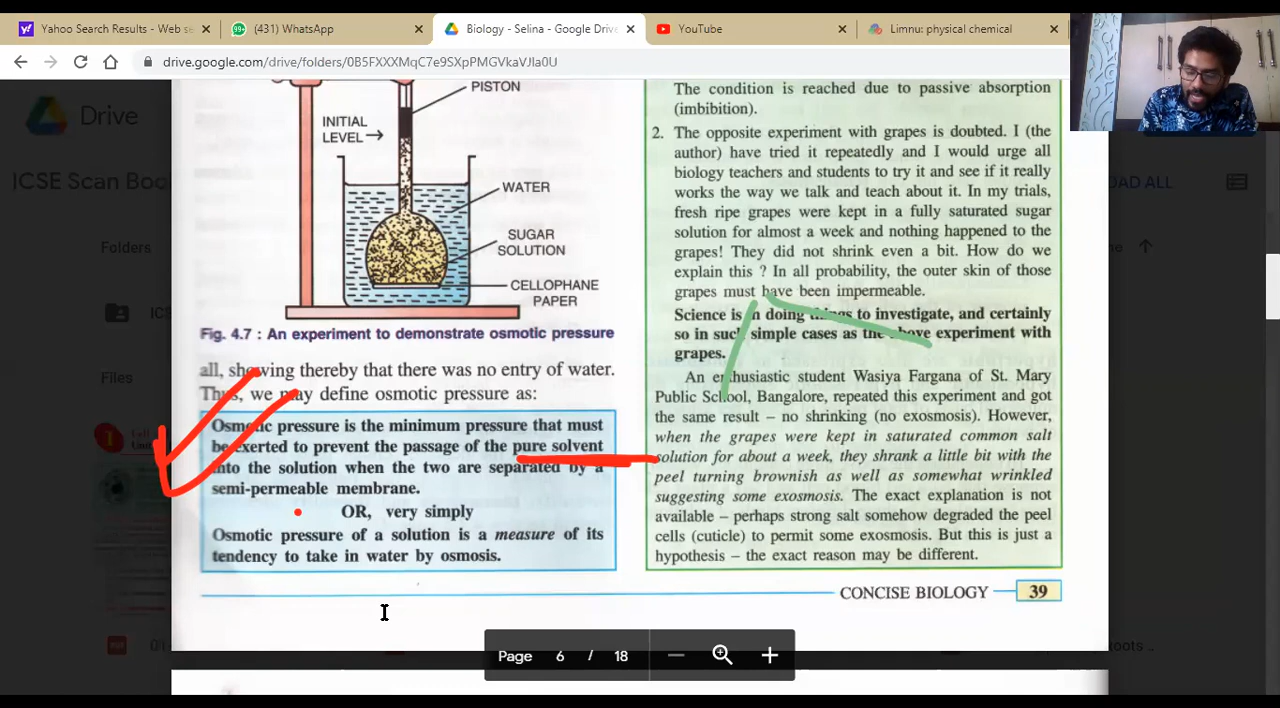 Yahoo Search Results - Web se
(431) WhatsApp
Biology - Selina - Google Drive
YouTube
Limnu: physical chemical
drive.google.com/drive/folders/0B5FXXXMqC7e9SXpPMGVkaVJIa0U
Drive
ICSE Scan Boo
Folders
ICS
Files
OAD ALL
PISTON
INITIAL
LEVEL
WATER
SUGAR
SOLUTION
CELLOPHANE
PAPER
Fig. 4.7 : An experiment to demonstrate osmotic pressure
all, showing thereby that there was no entry of water.
Thus, we may define osmotic pressure as:
Osmotic pressure is the minimum pressure that must
be exerted to prevent the passage of the pure solvent
into the solution when the two are separated by a
semi-permeable membrane.
OR, very simply
Osmotic pressure of a solution is a measure of its
tendency to take in water by osmosis.
The condition is reached due to passive absorption
(imbibition).
2. The opposite experiment with grapes is doubted. I (the
author) have tried it repeatedly and I would urge all
biology teachers and students to try it and see if it really
works the way we talk and teach about it. In my trials,
fresh ripe grapes were kept in a fully saturated sugar
solution for almost a week and nothing happened to the
grapes! They did not shrink even a bit. How do we
explain this ? In all probability, the outer skin of those
grapes must have been impermeable.
Science is in doing things to investigate, and certainly
so in such simple cases as the above experiment with
grapes.
An enthusiastic student Wasiya Fargana of St. Mary
Public School, Bangalore, repeated this experiment and got
the same result – no shrinking (no exosmosis). However,
when the grapes were kept in saturated common salt
solution for about a week, they shrank a little bit with the
peel turning brownish as well as somewhat wrinkled
suggesting some exosmosis. The exact explanation is not
available – perhaps strong salt somehow degraded the peel
cells (cuticle) to permit some exosmosis. But this is just a
hypothesis – the exact reason may be different.
CONCISE BIOLOGY
39
Page 6 / 18